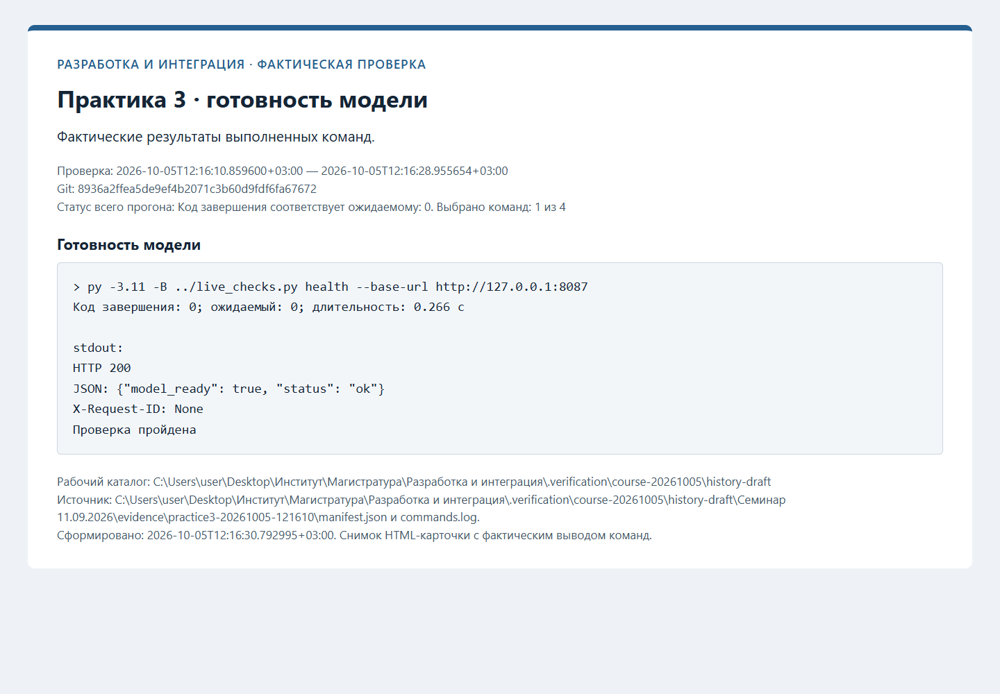 РАЗРАБОТКА И ИНТЕГРАЦИЯ · ФАКТИЧЕСКАЯ ПРОВЕРКА
Практика 3 · готовность модели
Фактические результаты выполненных команд.
Проверка: 2026-10-05T12:16:10.859600+03:00 — 2026-10-05T12:16:28.955654+03:00
Git: 8936a2ffea5de9ef4b2071c3b60d9fdf6fa67672
Статус всего прогона: Код завершения соответствует ожидаемому: 0. Выбрано команд: 1 из 4
Готовность модели
> py -3.11 -B ../live_checks.py health --base-url http://127.0.0.1:8087
Код завершения: 0; ожидаемый: 0; длительность: 0.266 с
stdout:
HTTP 200
JSON: {"model_ready": true, "status": "ok"}
X-Request-ID: None
Проверка пройдена
Рабочий каталог: C:\Users\user\Desktop\Институт\Магистратура\Разработка и интеграция\.verification\course-20261005\history-draft
Источник: C:\Users\user\Desktop\Институт\Магистратура\Разработка и интеграция\.verification\course-20261005\history-draft\Семинар
11.09.2026\evidence\practice3-20261005-121610\manifest.json и commands.log.
Сформировано: 2026-10-05T12:16:30.792995+03:00. Снимок HTML-карточки с фактическим выводом команд.